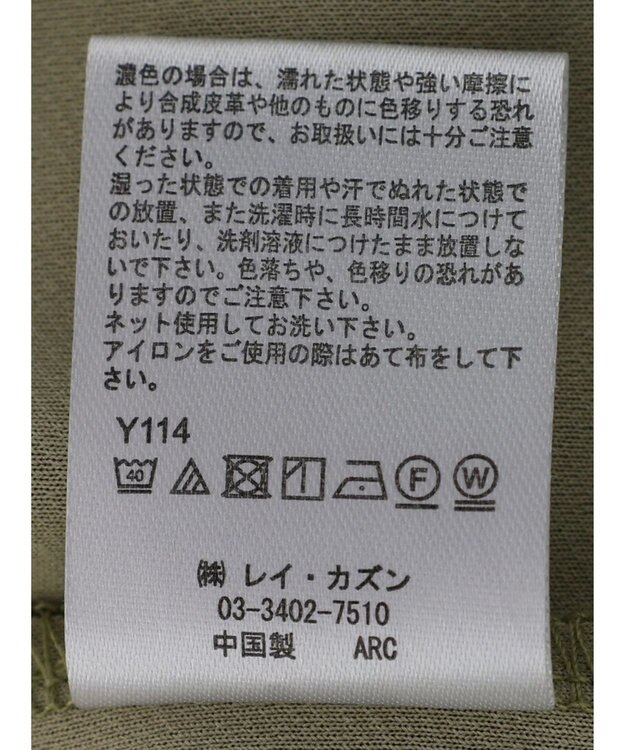 濃色の場合は、濡れた状態や強い摩擦に
より合成皮革や他のものに色移りする恐れ
がありますので、お取扱いには十分ご注意
ください。
湿った状態での着用や汗でぬれた状態で
の放置、また洗濯時に長時間水につけて
おいたり、洗剤溶液につけたまま放置しな
いで下さい。色落ちや、色移りの恐れがあ
りますのでご注意下さい。
ネット使用してお洗い下さい。
アイロンをご使用の際はあて布をして下
さい。
Y114
40 F W
㈱ レイ・カズン
03-3402-7510
中国製 ARC